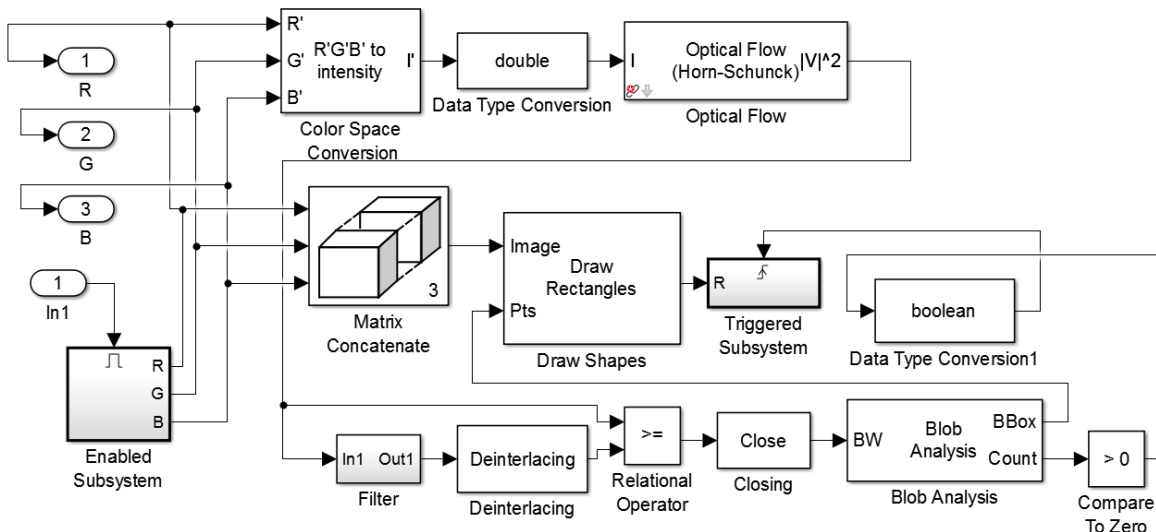 1
R
2
G
3
B
1
In1
R
G
B
Enabled
Subsystem
R'
G'
B'
R'G'B' to
intensity
I'
Color Space
Conversion
double
Data Type Conversion
I
Optical Flow
(Horn-Schunck)
|V|^2
Optical Flow
3
Matrix
Concatenate
Image
Pts
Draw
Rectangles
Draw Shapes
R
Triggered
Subsystem
boolean
Data Type Conversion1
In1
Out1
Filter
Deinterlacing
Deinterlacing
>=
Relational
Operator
Close
Closing
BW
Blob
Analysis
BBox
Count
Blob Analysis
> 0
Compare
To Zero